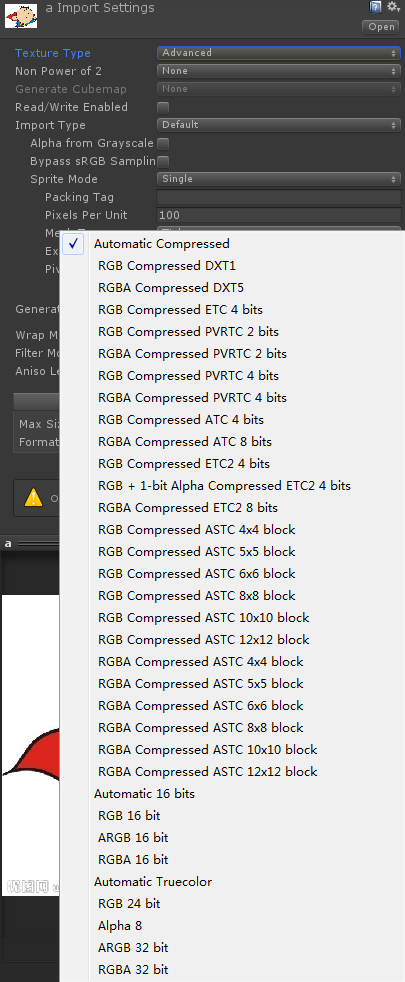 a Import Settings
Open
Texture Type Advanced
Non Power of 2 None
Generate Cubemap None
Read/Write Enabled
Import Type Default
Alpha from Grayscale
Bypass sRGB Samplin
Sprite Mode Single
Packing Tag
Pixels Per Unit 100
Automatic Compressed
RGB Compressed DXT1
RGBA Compressed DXT5
RGB Compressed ETC 4 bits
RGB Compressed PVRTC 2 bits
RGBA Compressed PVRTC 2 bits
RGB Compressed PVRTC 4 bits
RGBA Compressed PVRTC 4 bits
RGB Compressed ATC 4 bits
RGBA Compressed ATC 8 bits
RGB Compressed ETC2 4 bits
RGB + 1-bit Alpha Compressed ETC2 4 bits
RGBA Compressed ETC2 8 bits
RGB Compressed ASTC 4x4 block
RGB Compressed ASTC 5x5 block
RGB Compressed ASTC 6x6 block
RGB Compressed ASTC 8x8 block
RGB Compressed ASTC 10x10 block
RGB Compressed ASTC 12x12 block
RGBA Compressed ASTC 4x4 block
RGBA Compressed ASTC 5x5 block
RGBA Compressed ASTC 6x6 block
RGBA Compressed ASTC 8x8 block
RGBA Compressed ASTC 10x10 block
RGBA Compressed ASTC 12x12 block
Automatic 16 bits
RGB 16 bit
ARGB 16 bit
RGBA 16 bit
Automatic Truecolor
RGB 24 bit
Alpha 8
ARGB 32 bit
RGBA 32 bit
Ex
Piv
Genera
Wrap M
Filter Mo
Aniso Le
Max Si
Forma
a
昵图网